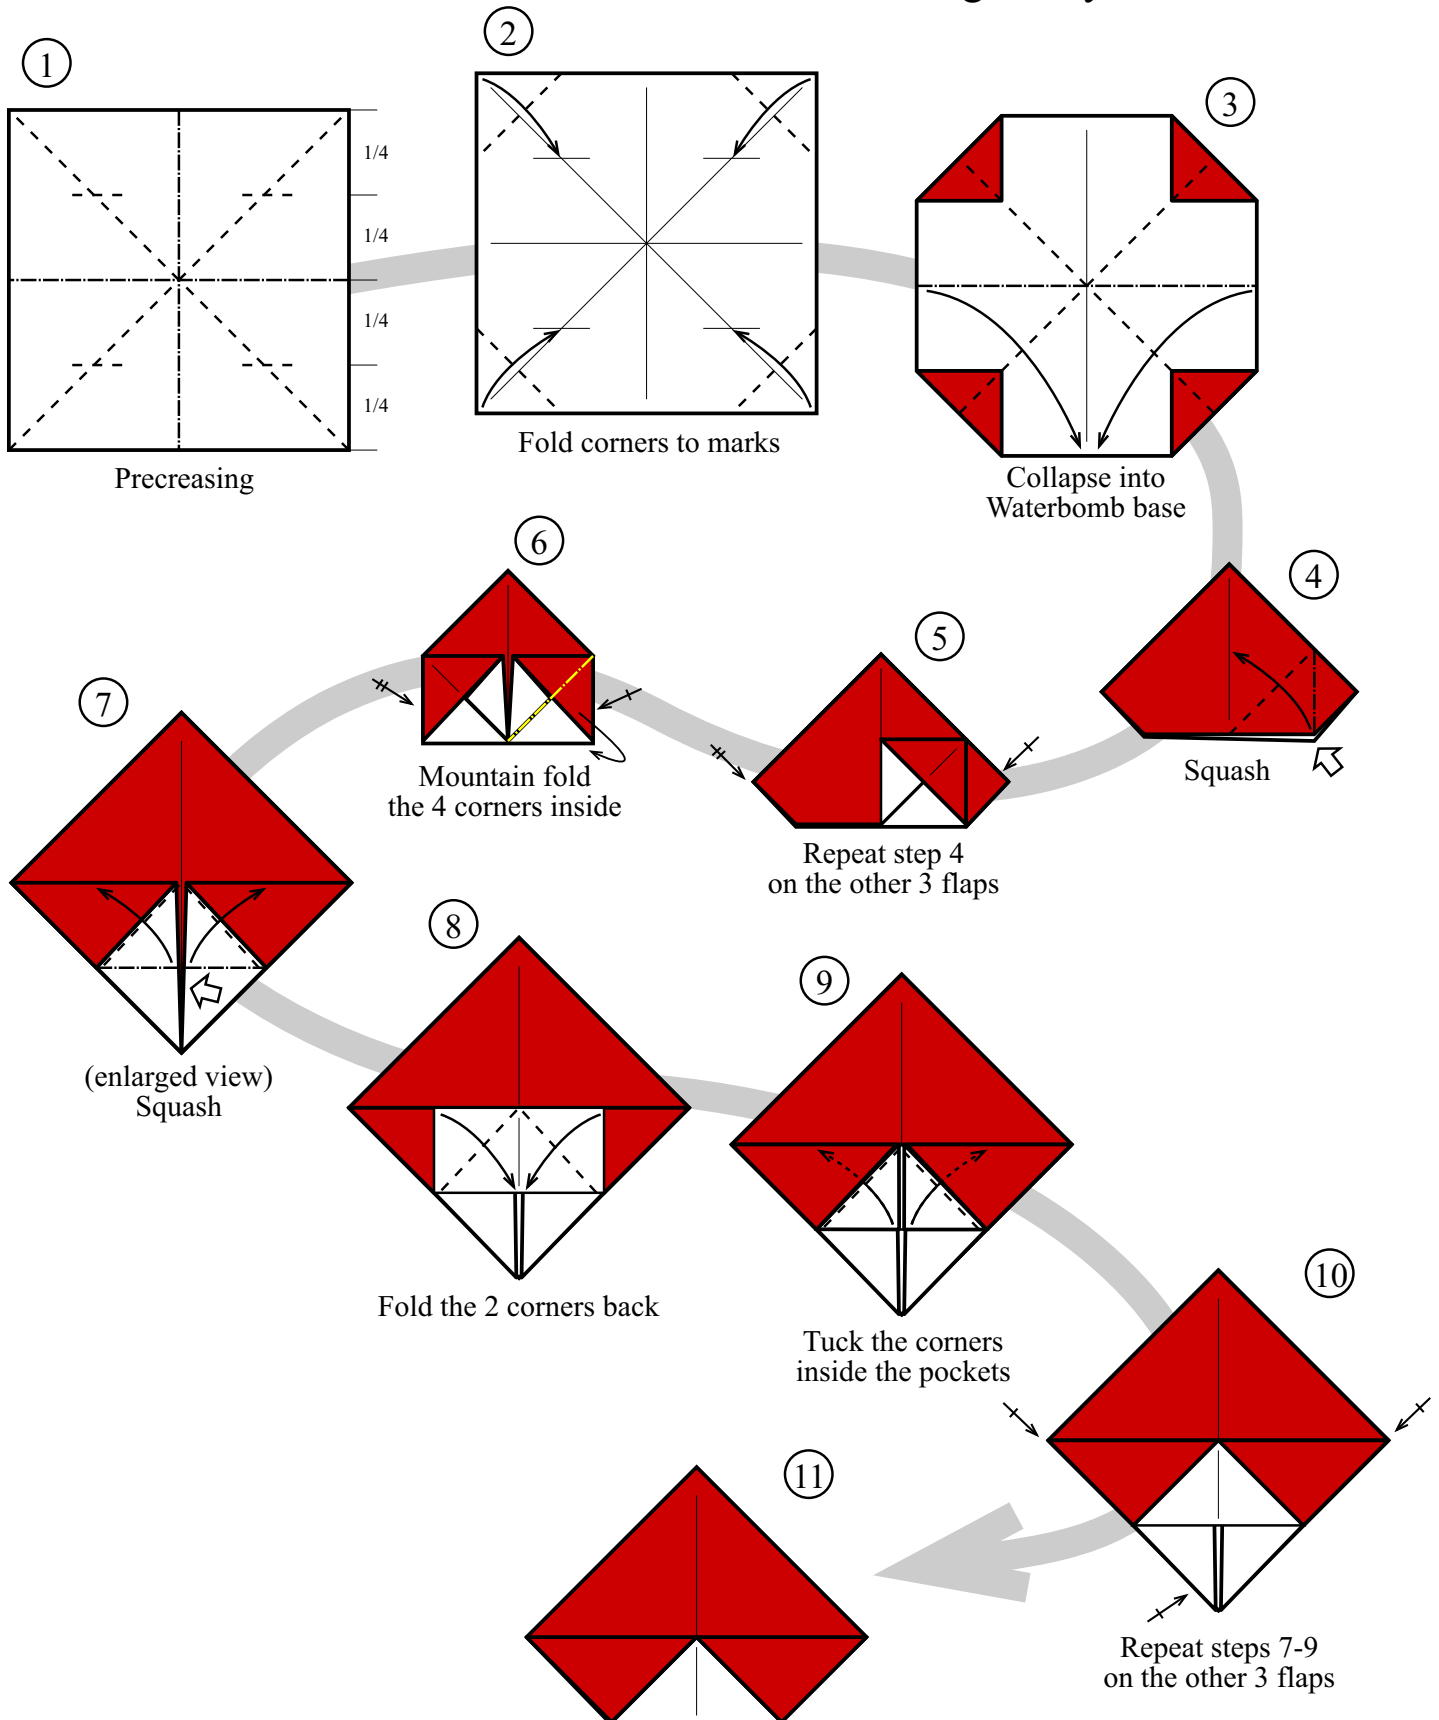 1
1/4
1/4
1/4
1/4
Precreasing
2
Fold corners to marks
3
Collapse into
Waterbomb base
4
Squash
5
Repeat step 4
on the other 3 flaps
6
Mountain fold
the 4 corners inside
7
(enlarged view)
Squash
8
Fold the 2 corners back
9
Tuck the corners
inside the pockets
10
Repeat steps 7-9
on the other 3 flaps
11